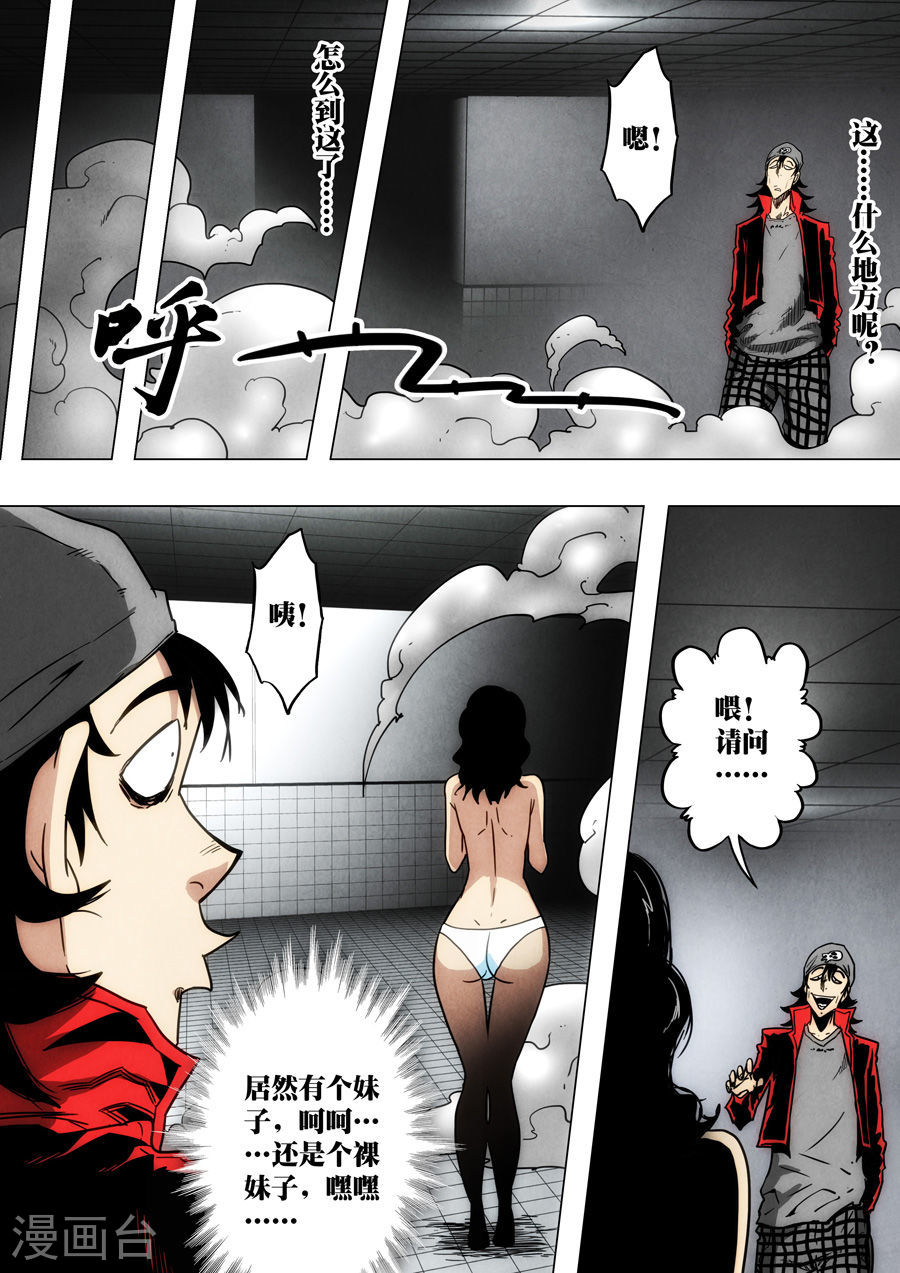 这……什么地方呢?
嗯!
怎么到这了……
呼
咦!
居然有个妹
子,呵呵…
…还是个裸
妹子,嘿嘿
……
喂!
请问
……
漫画台